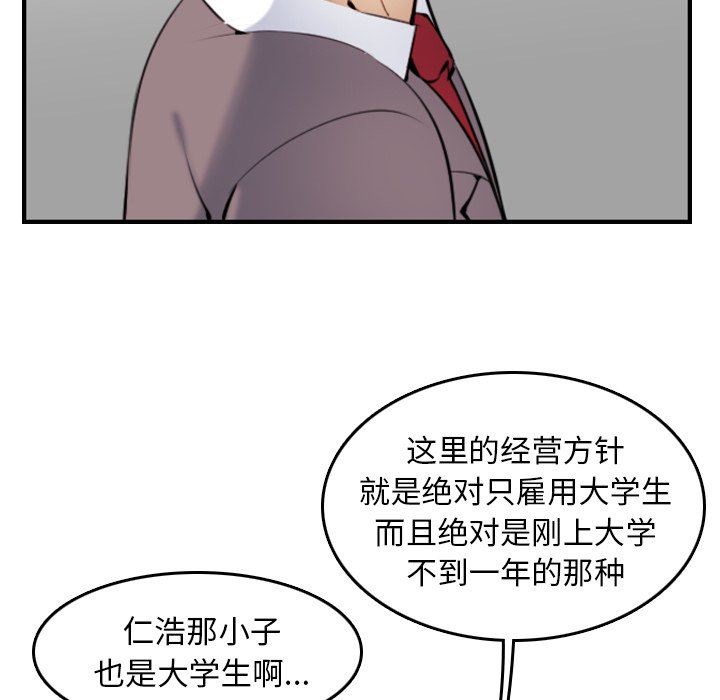 这里的经营方针
就是绝对只雇用大学生
而且绝对是刚上大学
不到一年的那种
仁浩那小子
也是大学生啊...